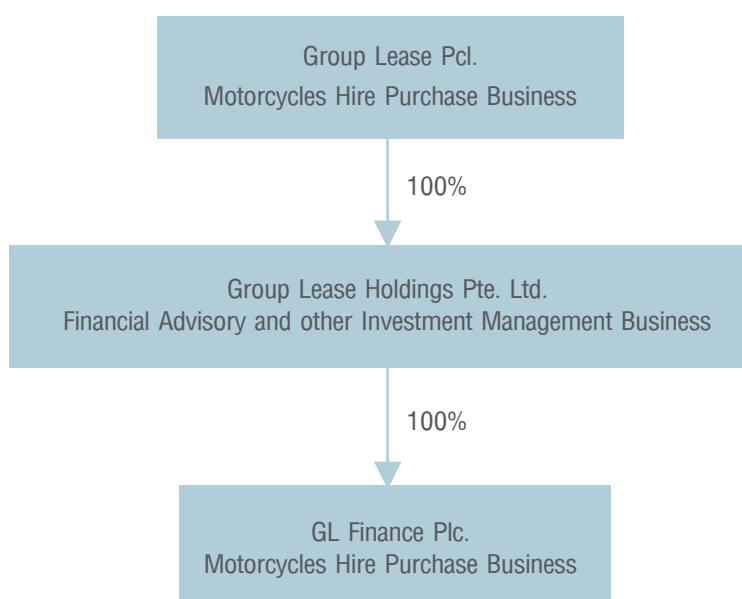 Group Lease Pcl.
Motorcycles Hire Purchase Business
100%
Group Lease Holdings Pte. Ltd.
Financial Advisory and other Investment Management Business
100%
GL Finance Plc.
Motorcycles Hire Purchase Business